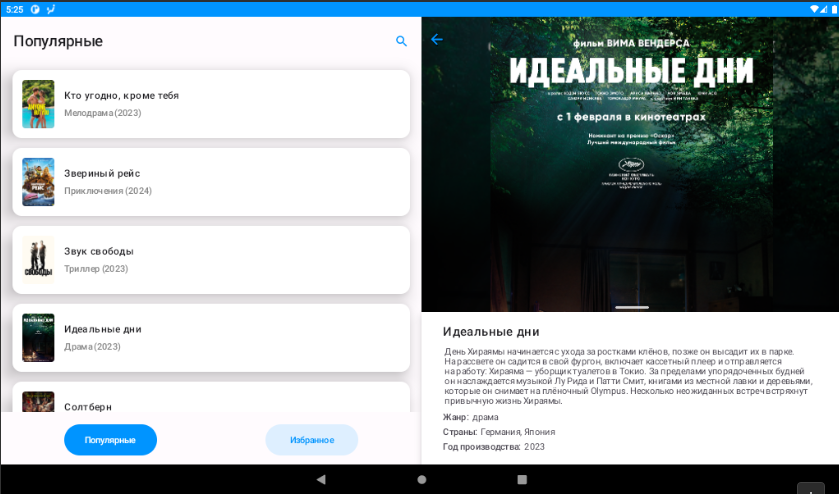 5:25
Популярные
Кто угодно, кроме тебя
Мелодрама (2023)
Звериный рейс
Приключения (2024)
Звук свободы
Триллер (2023)
СВОБОДЫ
Идеальные дни
Драма (2023)
Солтберн
Популярные
Избранное
фильм ВИМА ВЕНДЕРСА
ИДЕАЛЬНЫЕ ДНИ
с 1 февраля в кинотеатрах
Номинант на премию «Оскар»
Лучший международный фильм
Идеальные дни
День Хираямы начинается с ухода за ростками клёнов, позже он высадит их в парке.
На рассвете он садится в свой фургон, включает кассетный плеер и отправляется
на работу: Хираяма — уборщик туалетов в Токио. За пределами упорядоченных будней
он наслаждается музыкой Лу Рида и Патти Смит, книгами из местной лавки и деревьями,
которые он снимает на плёночный Olympus. Несколько неожиданных встреч встряхнут
привычную жизнь Хираямы.
Жанр: драма
Страны: Германия, Япония
Год производства: 2023